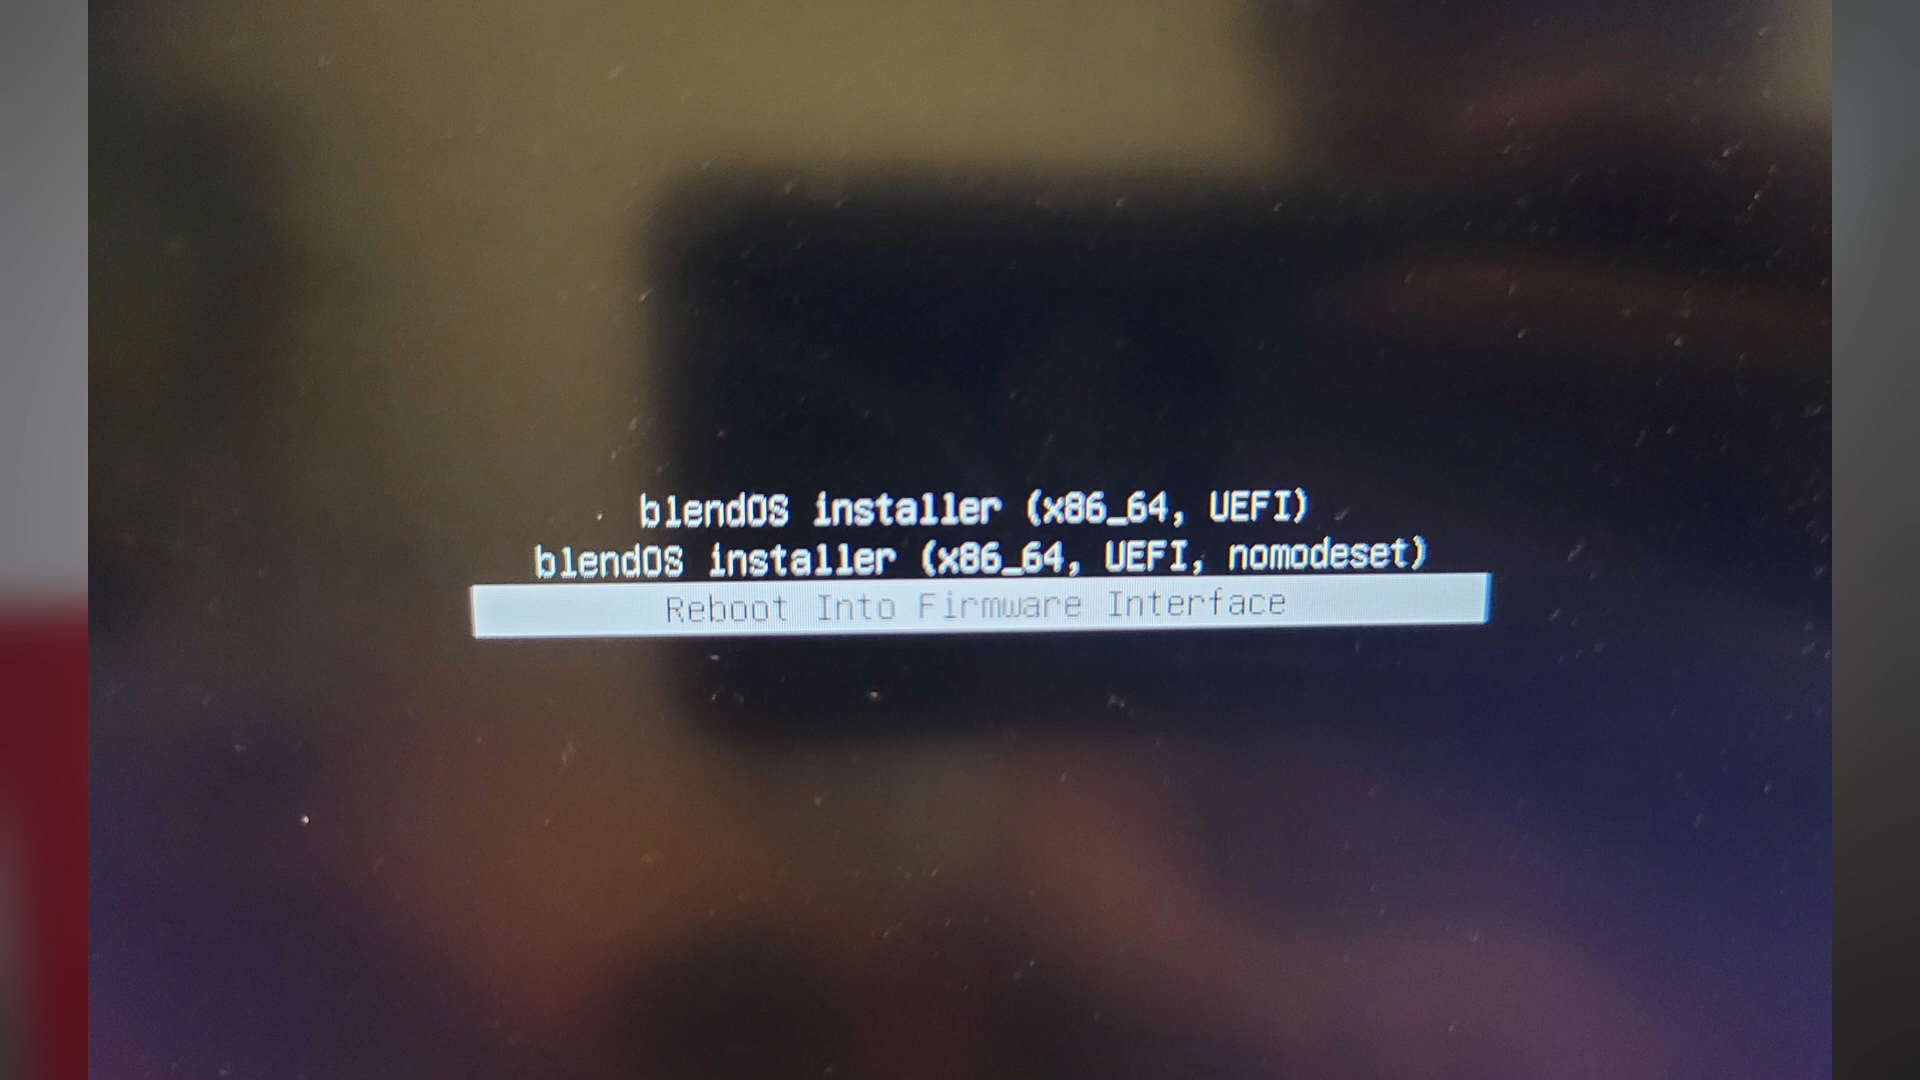 blendOS installer (x86_64, UEFI)
blendOS installer (x86_64, UEFI, nomodeset)
Reboot Into Firmware Interface